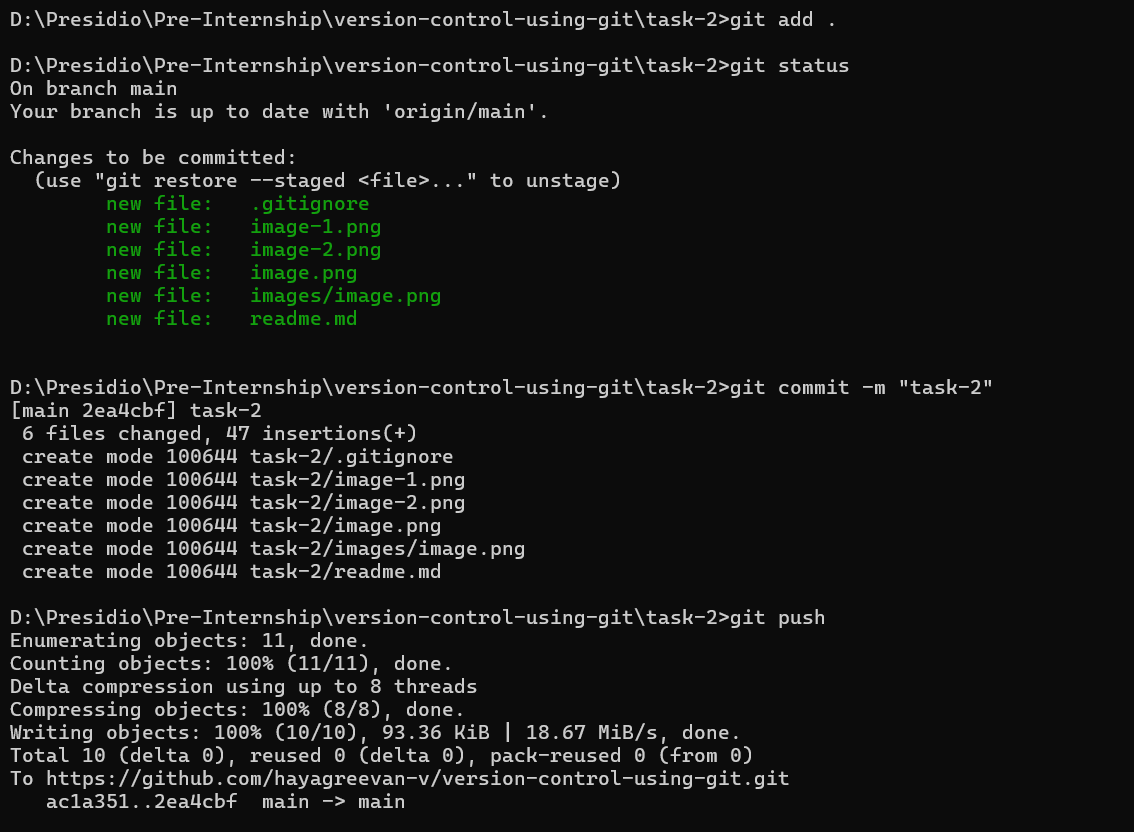 D:\Presidio\Pre-Internship\version-control-using-git\task-2>git add .
D:\Presidio\Pre-Internship\version-control-using-git\task-2>git status
On branch main
Your branch is up to date with 'origin/main'.
Changes to be committed:
  (use "git restore --staged <file>..." to unstage)
        new file:   .gitignore
        new file:   image-1.png
        new file:   image-2.png
        new file:   image.png
        new file:   images/image.png
        new file:   readme.md
D:\Presidio\Pre-Internship\version-control-using-git\task-2>git commit -m "task-2"
[main 2ea4cbf] task-2
 6 files changed, 47 insertions(+)
 create mode 100644 task-2/.gitignore
 create mode 100644 task-2/image-1.png
 create mode 100644 task-2/image-2.png
 create mode 100644 task-2/image.png
 create mode 100644 task-2/images/image.png
 create mode 100644 task-2/readme.md
D:\Presidio\Pre-Internship\version-control-using-git\task-2>git push
Enumerating objects: 11, done.
Counting objects: 100% (11/11), done.
Delta compression using up to 8 threads
Compressing objects: 100% (8/8), done.
Writing objects: 100% (10/10), 93.36 KiB | 18.67 MiB/s, done.
Total 10 (delta 0), reused 0 (delta 0), pack-reused 0 (from 0)
To https://github.com/hayagreevan-v/version-control-using-git.git
   ac1a351..2ea4cbf  main -> main